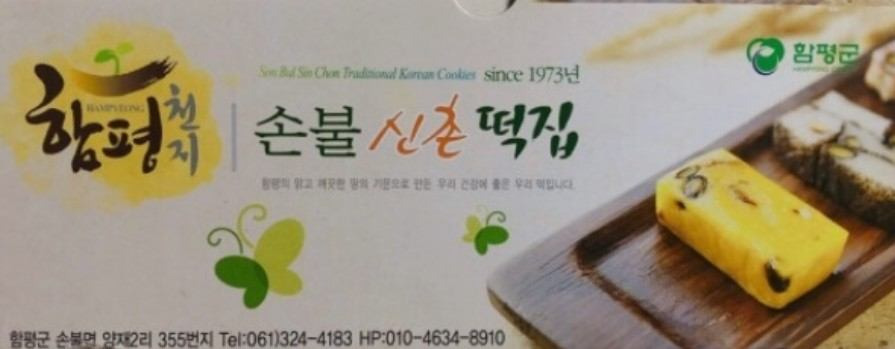 함평천지
HAMPYEONG
Son Bul Sin Chon Traditional Korean Cookies since 1973년
손불 신촌 떡집
함평의 맑고 깨끗한 땅의 기운으로 만든 우리 건강에 좋은 우리 떡입니다.
함평군
HAMPYEONG
함평군 손불면 양재2리 355번지 Tel:061)324-4183 HP:010-4634-8910